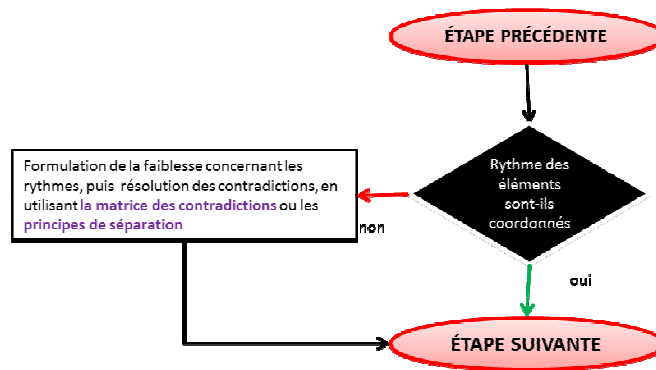 ÉTAPE PRÉCÉDENTE
Rythme des
éléments
sont-ils
coordonnés
Formulation de la faiblesse concernant les
rythmes, puis résolution des contradictions, en
utilisant la matrice des contradictions ou les
principes de séparation
non
oui
ÉTAPE SUIVANTE